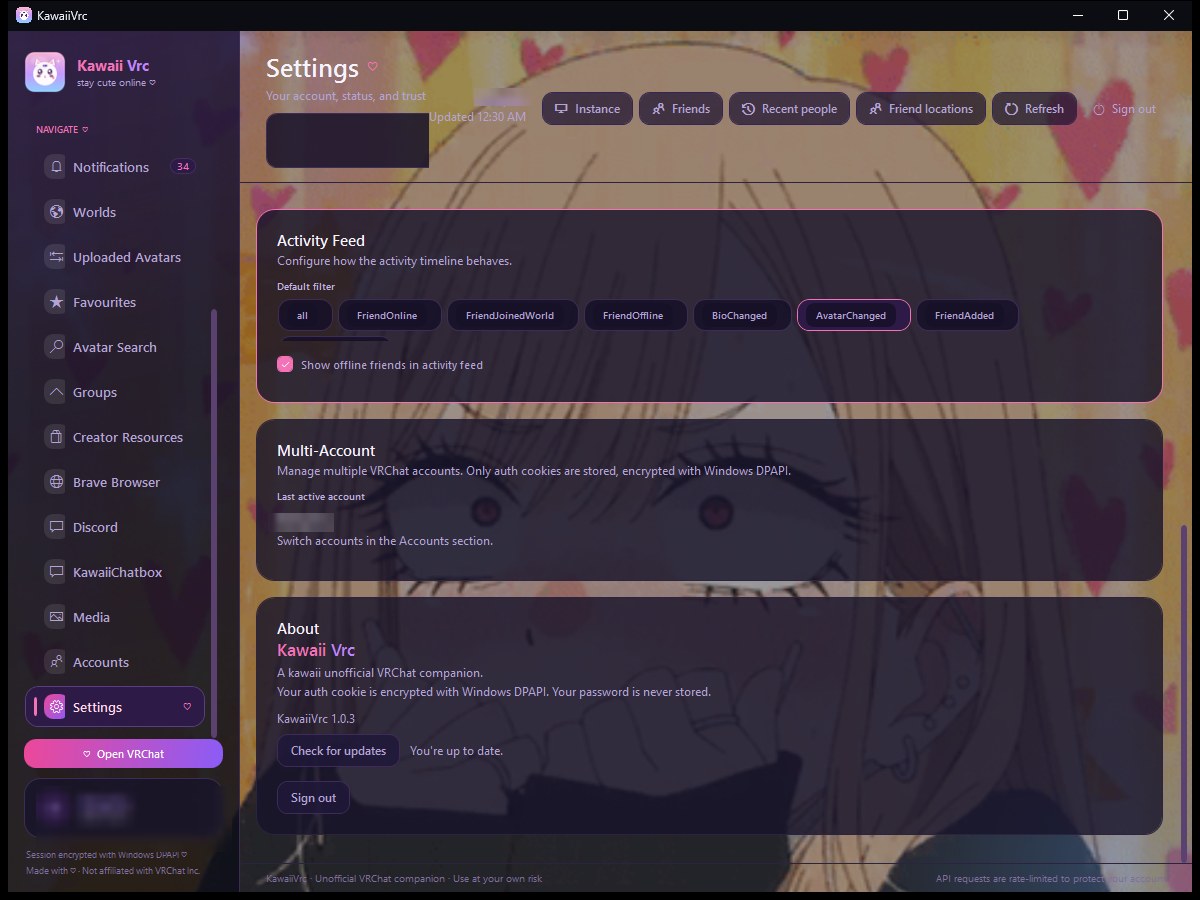 KawaiiVrc
Kawaii Vrc
stay cute online ♡
NAVIGATE ♡
Notifications 34
Worlds
Uploaded Avatars
Favourites
Avatar Search
Groups
Creator Resources
Brave Browser
Discord
KawaiiChatbox
Media
Accounts
Settings ♡
♡ Open VRChat
Session encrypted with Windows DPAPI ♡
Made with ♡ · Not affiliated with VRChat Inc.
Settings ♡
Your account, status, and trust
Updated 12:30 AM
Instance
Friends
Recent people
Friend locations
Refresh
Sign out
Activity Feed
Configure how the activity timeline behaves.
Default filter
all FriendOnline FriendJoinedWorld FriendOffline BioChanged AvatarChanged FriendAdded
Show offline friends in activity feed
Multi-Account
Manage multiple VRChat accounts. Only auth cookies are stored, encrypted with Windows DPAPI.
Last active account
Switch accounts in the Accounts section.
About
Kawaii Vrc
A kawaii unofficial VRChat companion.
Your auth cookie is encrypted with Windows DPAPI. Your password is never stored.
KawaiiVrc 1.0.3
Check for updates You're up to date.
Sign out
KawaiiVrc · Unofficial VRChat companion · Use at your own risk
API requests are rate-limited to protect your account